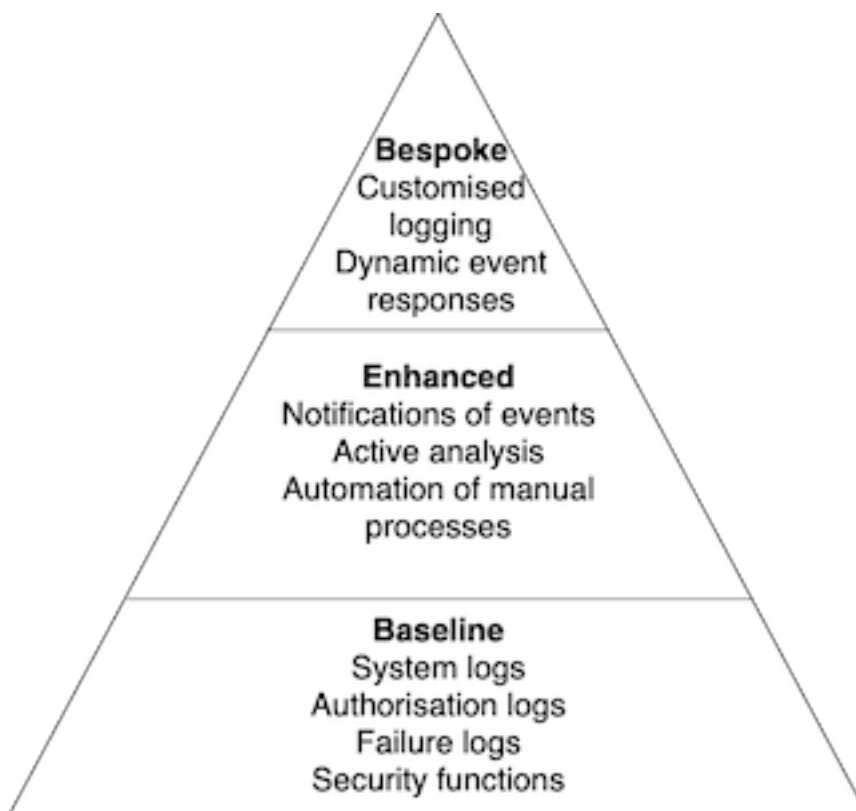 Bespoke
Customised
logging
Dynamic event
responses
Enhanced
Notifications of events
Active analysis
Automation of manual
processes
Baseline
System logs
Authorisation logs
Failure logs
Security functions